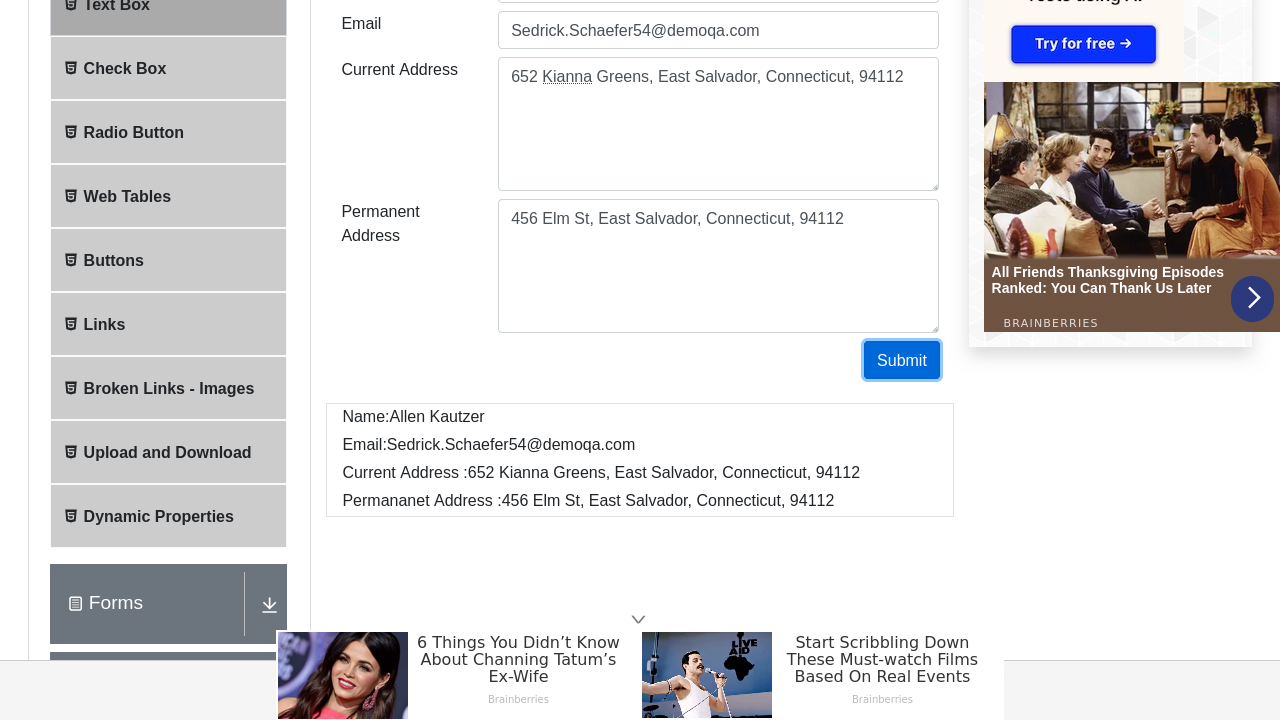 Text Box
Check Box
Radio Button
Web Tables
Buttons
Links
Broken Links - Images
Upload and Download
Dynamic Properties
Forms
Email
Sedrick.Schaefer54@demoqa.com
Current Address
652 Kianna Greens, East Salvador, Connecticut, 94112
Permanent
Address
456 Elm St, East Salvador, Connecticut, 94112
Submit
Name:Allen Kautzer
Email:Sedrick.Schaefer54@demoqa.com
Current Address :652 Kianna Greens, East Salvador, Connecticut, 94112
Permananet Address :456 Elm St, East Salvador, Connecticut, 94112
Try for free →
All Friends Thanksgiving Episodes
Ranked: You Can Thank Us Later
BRAINBERRIES
6 Things You Didn’t Know
About Channing Tatum’s
Ex-Wife
Brainberries
LIVE
AID
Start Scribbling Down
These Must-watch Films
Based On Real Events
Brainberries